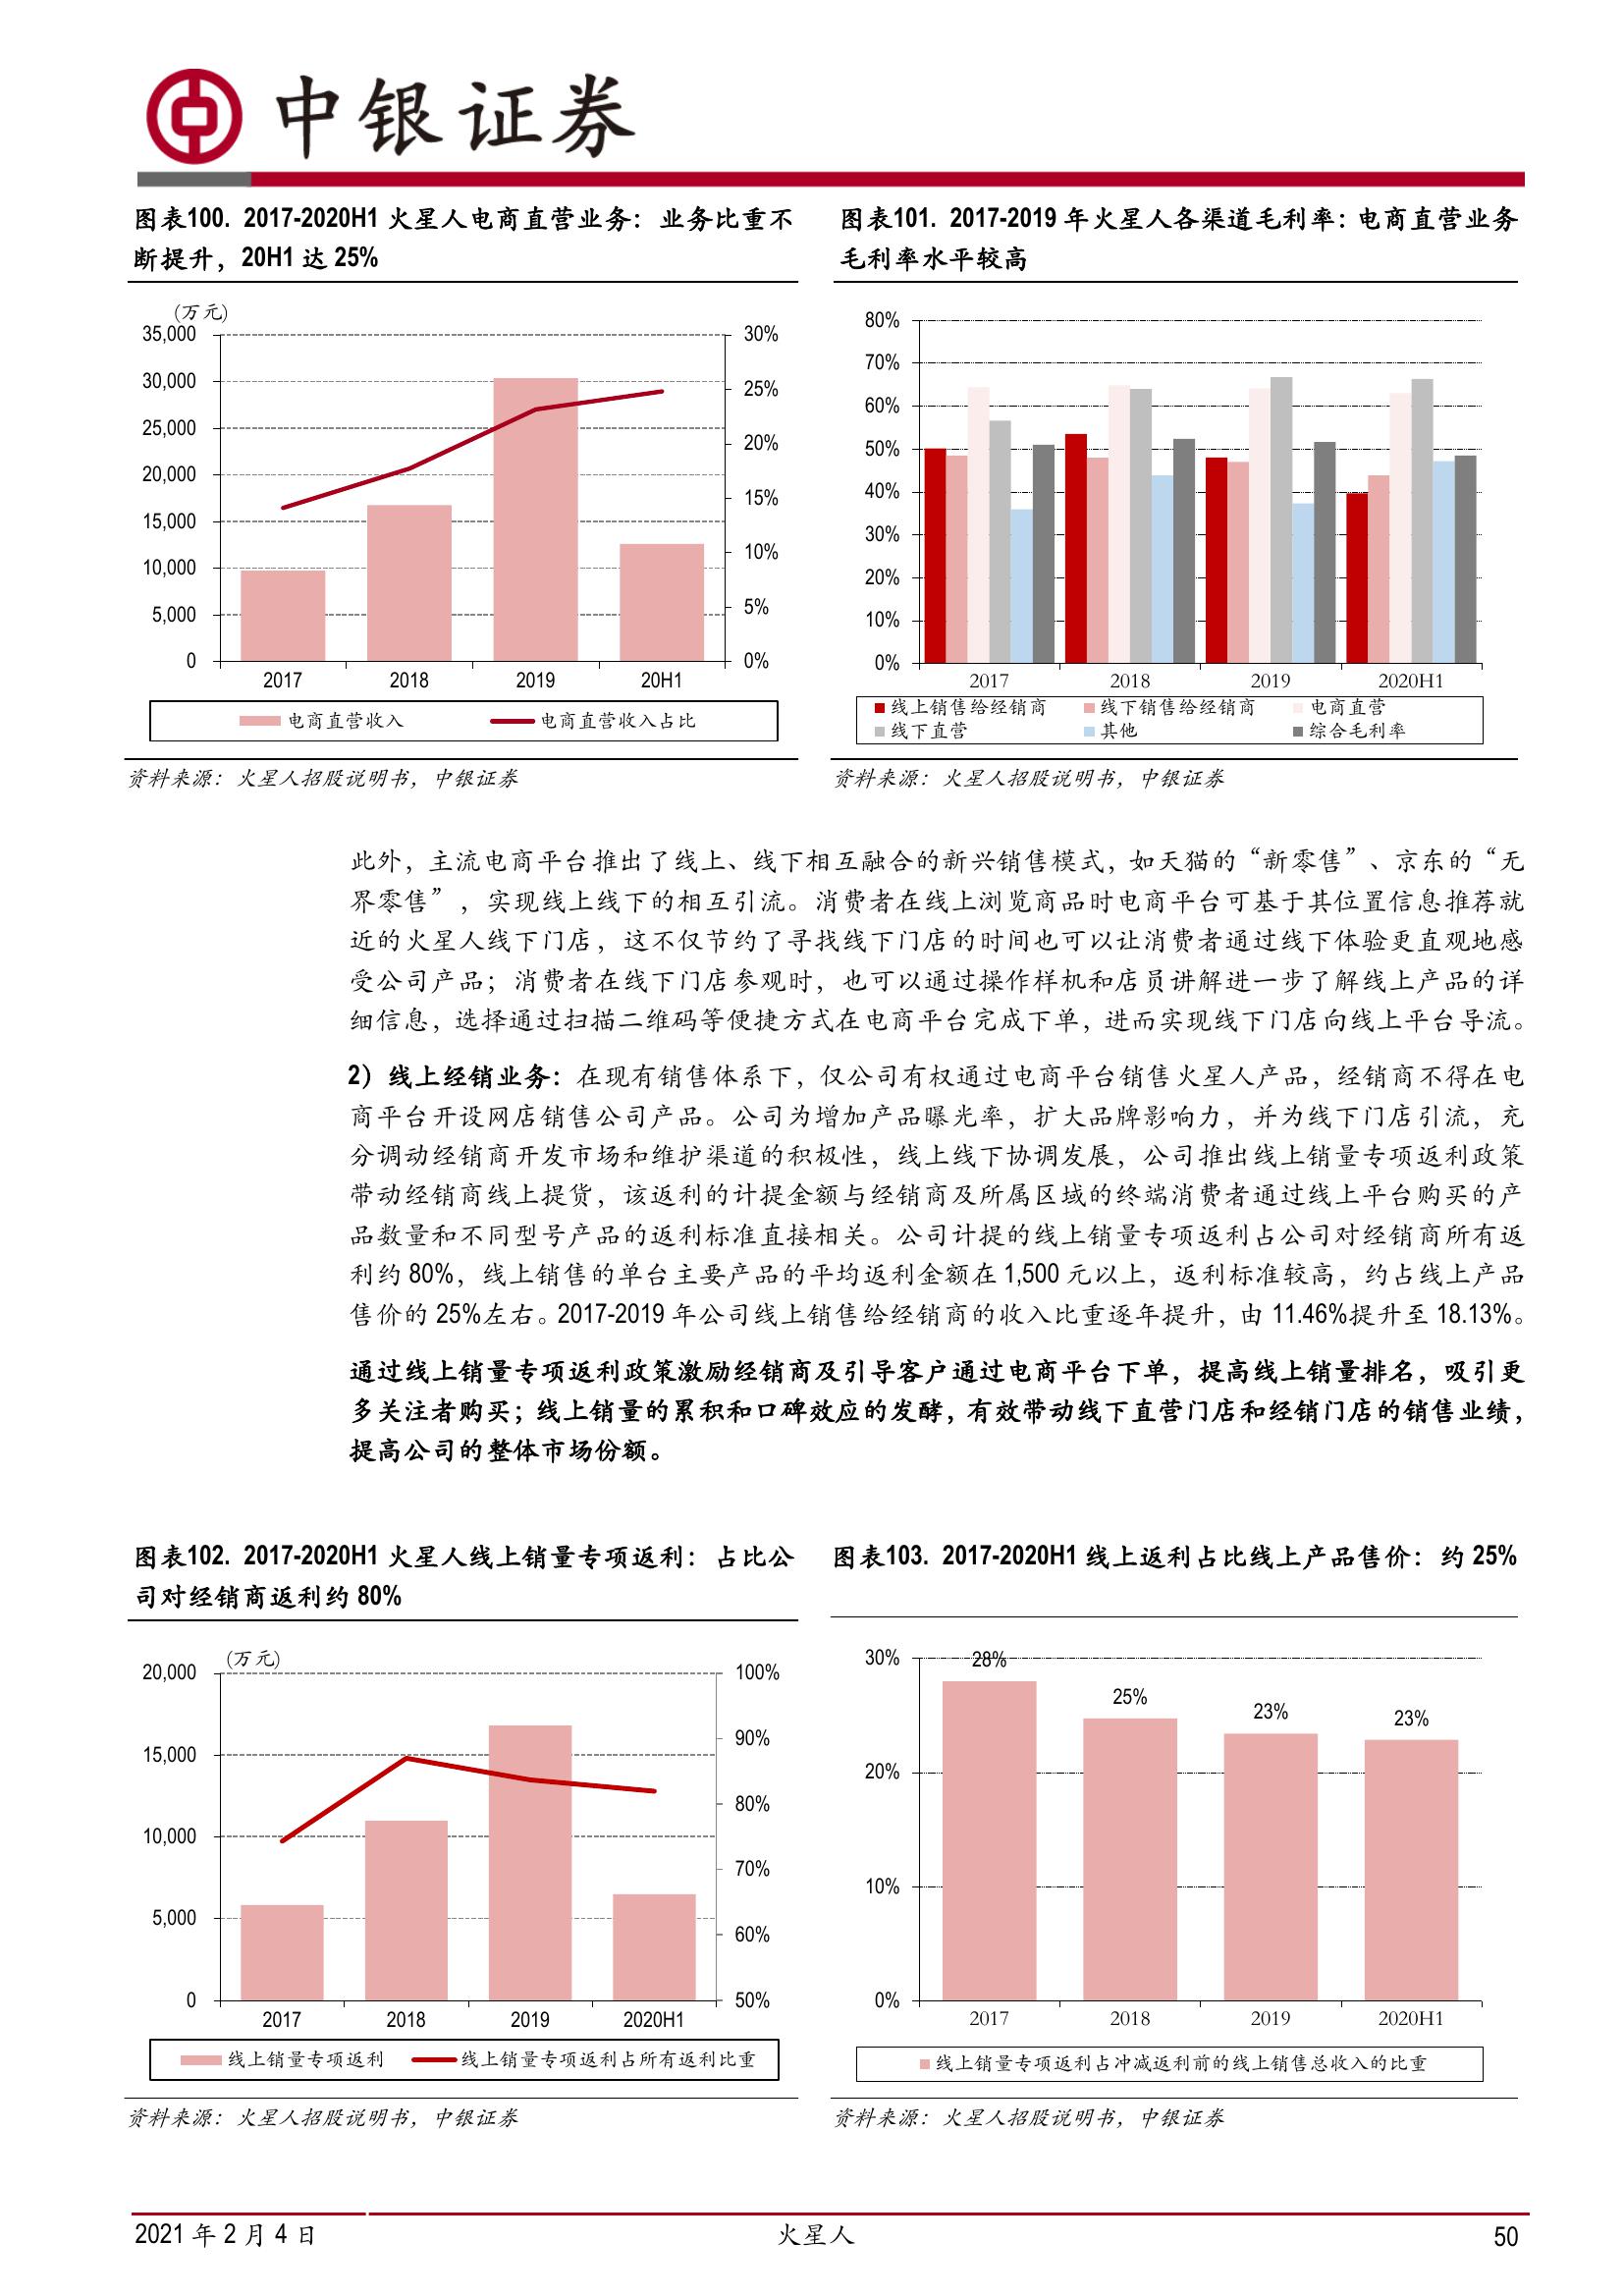 中银证券
图表100. 2017-2020H1 火星人电商直营业务：业务比重不
断提升，20H1 达 25%
(万元)
35,000
30,000
25,000
20,000
15,000
10,000
5,000
0
30%
25%
20%
15%
10%
5%
0%
2017 2018 2019 20H1
电商直营收入 电商直营收入占比
资料来源：火星人招股说明书，中银证券
图表101. 2017-2019 年火星人各渠道毛利率：电商直营业务
毛利率水平较高
80%
70%
60%
50%
40%
30%
20%
10%
0%
2017 2018 2019 2020H1
线上销售给经销商 线下销售给经销商 电商直营
线下直营 其他 综合毛利率
资料来源：火星人招股说明书，中银证券
此外，主流电商平台推出了线上、线下相互融合的新兴销售模式，如天猫的“新零售”、京东的“无
界零售”，实现线上线下的相互引流。消费者在线上浏览商品时电商平台可基于其位置信息推荐就
近的火星人线下门店，这不仅节约了寻找线下门店的时间也可以让消费者通过线下体验更直观地感
受公司产品；消费者在线下门店参观时，也可以通过操作样机和店员讲解进一步了解线上产品的详
细信息，选择通过扫描二维码等便捷方式在电商平台完成下单，进而实现线下门店向线上平台导流。
2）线上经销业务：在现有销售体系下，仅公司有权通过电商平台销售火星人产品，经销商不得在电
商平台开设网店销售公司产品。公司为增加产品曝光率，扩大品牌影响力，并为线下门店引流，充
分调动经销商开发市场和维护渠道的积极性，线上线下协调发展，公司推出线上销量专项返利政策
带动经销商线上提货，该返利的计提金额与经销商及所属区域的终端消费者通过线上平台购买的产
品数量和不同型号产品的返利标准直接相关。公司计提的线上销量专项返利占公司对经销商所有返
利约 80%，线上销售的单台主要产品的平均返利金额在 1,500 元以上，返利标准较高，约占线上产品
售价的 25%左右。2017-2019 年公司线上销售给经销商的收入比重逐年提升，由 11.46%提升至 18.13%。
通过线上销量专项返利政策激励经销商及引导客户通过电商平台下单，提高线上销量排名，吸引更
多关注者购买；线上销量的累积和口碑效应的发酵，有效带动线下直营门店和经销门店的销售业绩，
提高公司的整体市场份额。
图表102. 2017-2020H1 火星人线上销量专项返利：占比公
司对经销商返利约 80%
(万元)
20,000
15,000
10,000
5,000
0
100%
90%
80%
70%
60%
50%
2017 2018 2019 2020H1
线上销量专项返利 线上销量专项返利占所有返利比重
资料来源：火星人招股说明书，中银证券
图表103. 2017-2020H1 线上返利占比线上产品售价：约 25%
30%
20%
10%
0%
28%
25%
23%
23%
2017 2018 2019 2020H1
线上销量专项返利占冲减返利前的线上销售总收入的比重
资料来源：火星人招股说明书，中银证券
2021 年 2 月 4 日 火星人 50